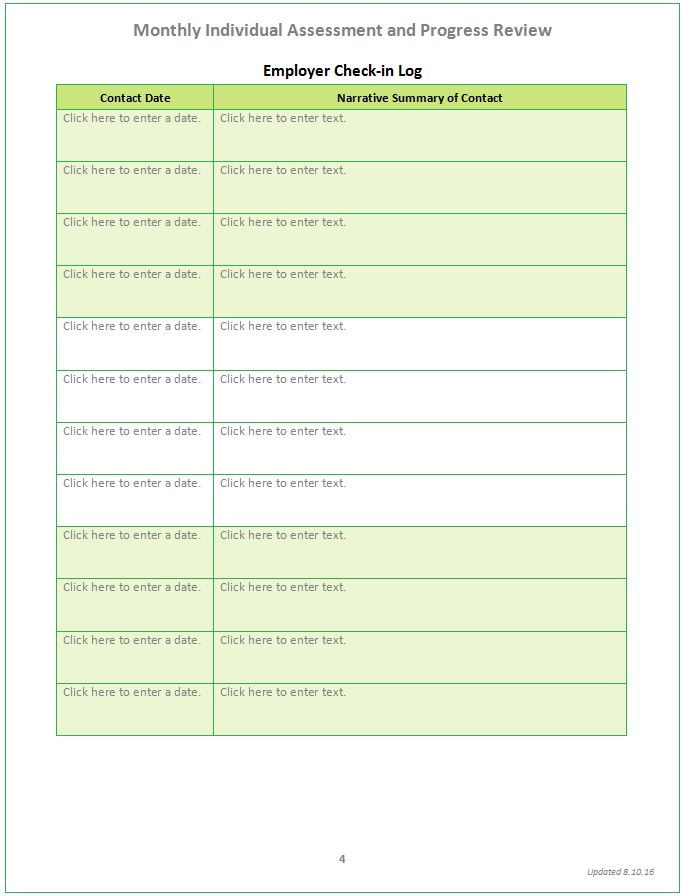 Monthly Individual Assessment and Progress Review
Employer Check-in Log
Contact Date Narrative Summary of Contact
Click here to enter a date. Click here to enter text.
Click here to enter a date. Click here to enter text.
Click here to enter a date. Click here to enter text.
Click here to enter a date. Click here to enter text.
Click here to enter a date. Click here to enter text.
Click here to enter a date. Click here to enter text.
Click here to enter a date. Click here to enter text.
Click here to enter a date. Click here to enter text.
Click here to enter a date. Click here to enter text.
Click here to enter a date. Click here to enter text.
Click here to enter a date. Click here to enter text.
Click here to enter a date. Click here to enter text.
4
Updated 8.10.16